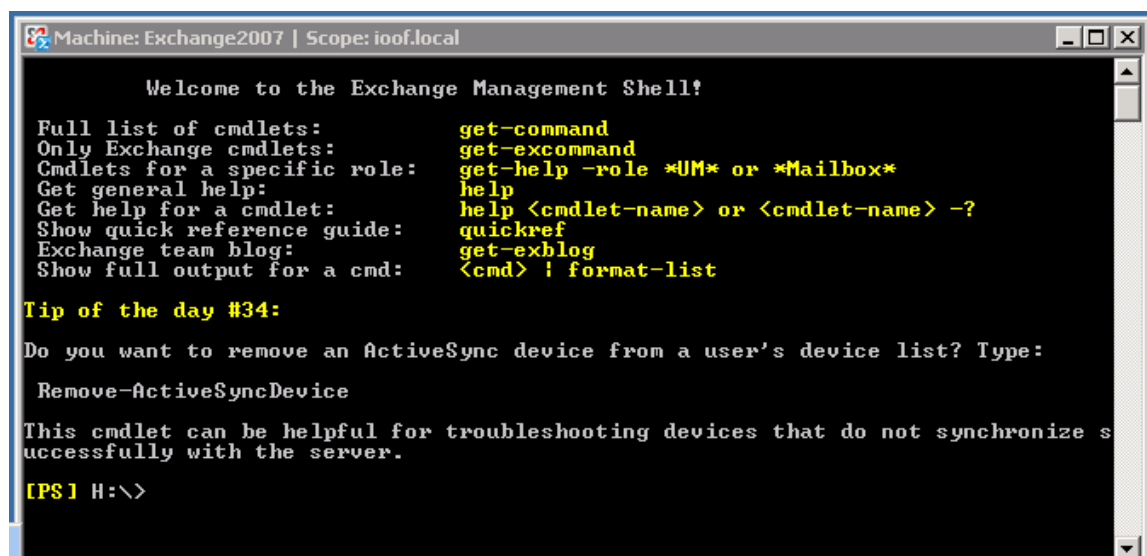 Machine: Exchange2007 | Scope: ioof.local
Welcome to the Exchange Management Shell!
Full list of cmdlets: get-command
Only Exchange cmdlets: get-excommand
Cmdlets for a specific role: get-help -role *UM* or *Mailbox*
Get general help: help
Get help for a cmdlet: help <cmdlet-name> or <cmdlet-name> -?
Show quick reference guide: quickref
Exchange team blog: get-exblog
Show full output for a cmd: <cmd> | format-list
Tip of the day #34:
Do you want to remove an ActiveSync device from a user's device list? Type:
Remove-ActiveSyncDevice
This cmdlet can be helpful for troubleshooting devices that do not synchronize s
uccessfully with the server.
[PS] H:\>